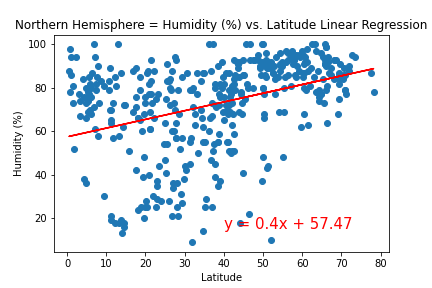 Northern Hemisphere = Humidity (%) vs. Latitude Linear Regression
100
80
60
40
20
Humidity (%)
y = 0.4x + 57.47
0 10 20 30 40 50 60 70 80
Latitude